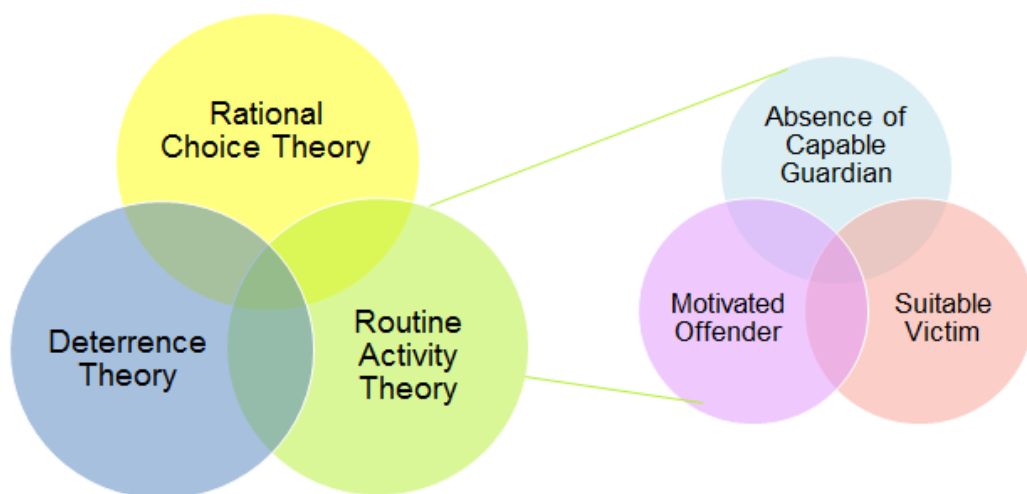 Rational
Choice Theory
Deterrence
Theory
Routine
Activity
Theory
Absence of
Capable
Guardian
Motivated
Offender
Suitable
Victim